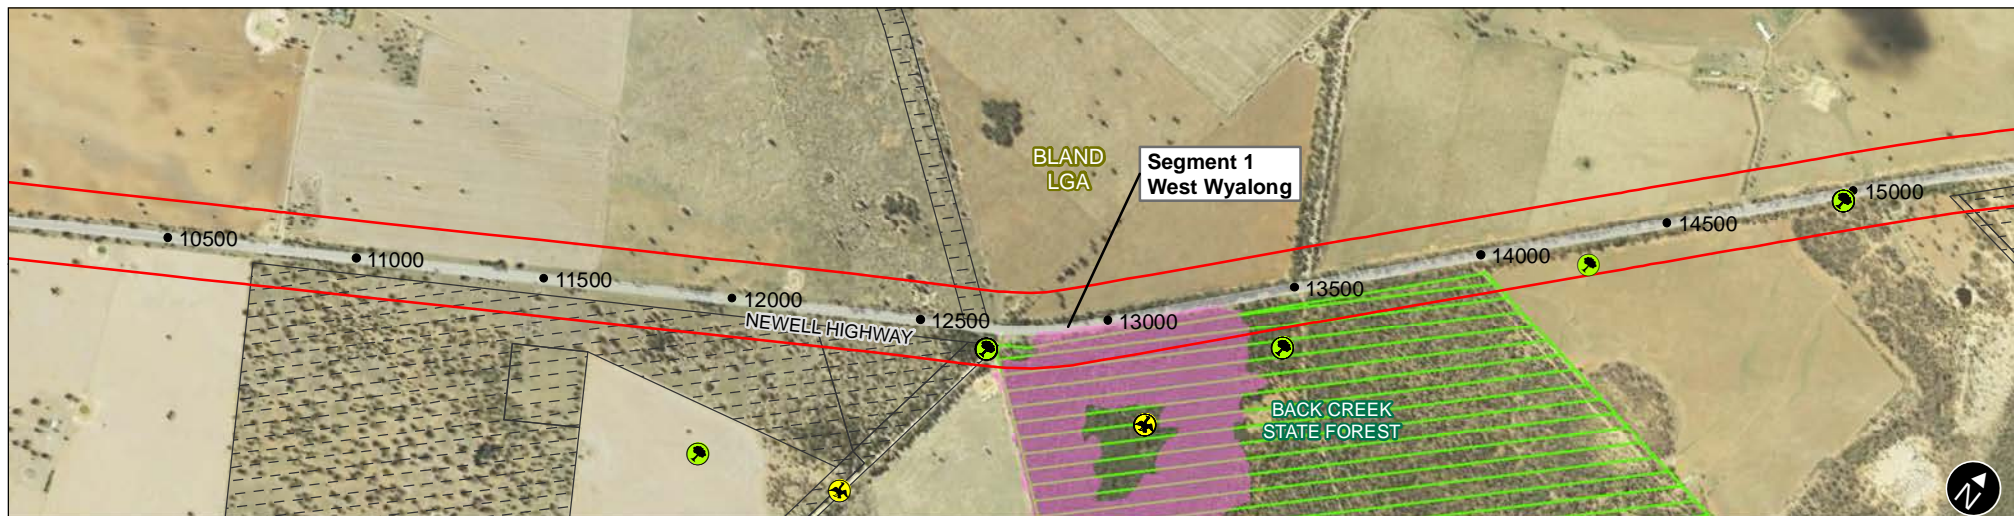 BLAND
LGA
Segment 1
West Wyalong
10500
11000
11500
12000
12500
13000
13500
14000
14500
15000
NEWELL HIGHWAY
BACK CREEK
STATE FOREST
N